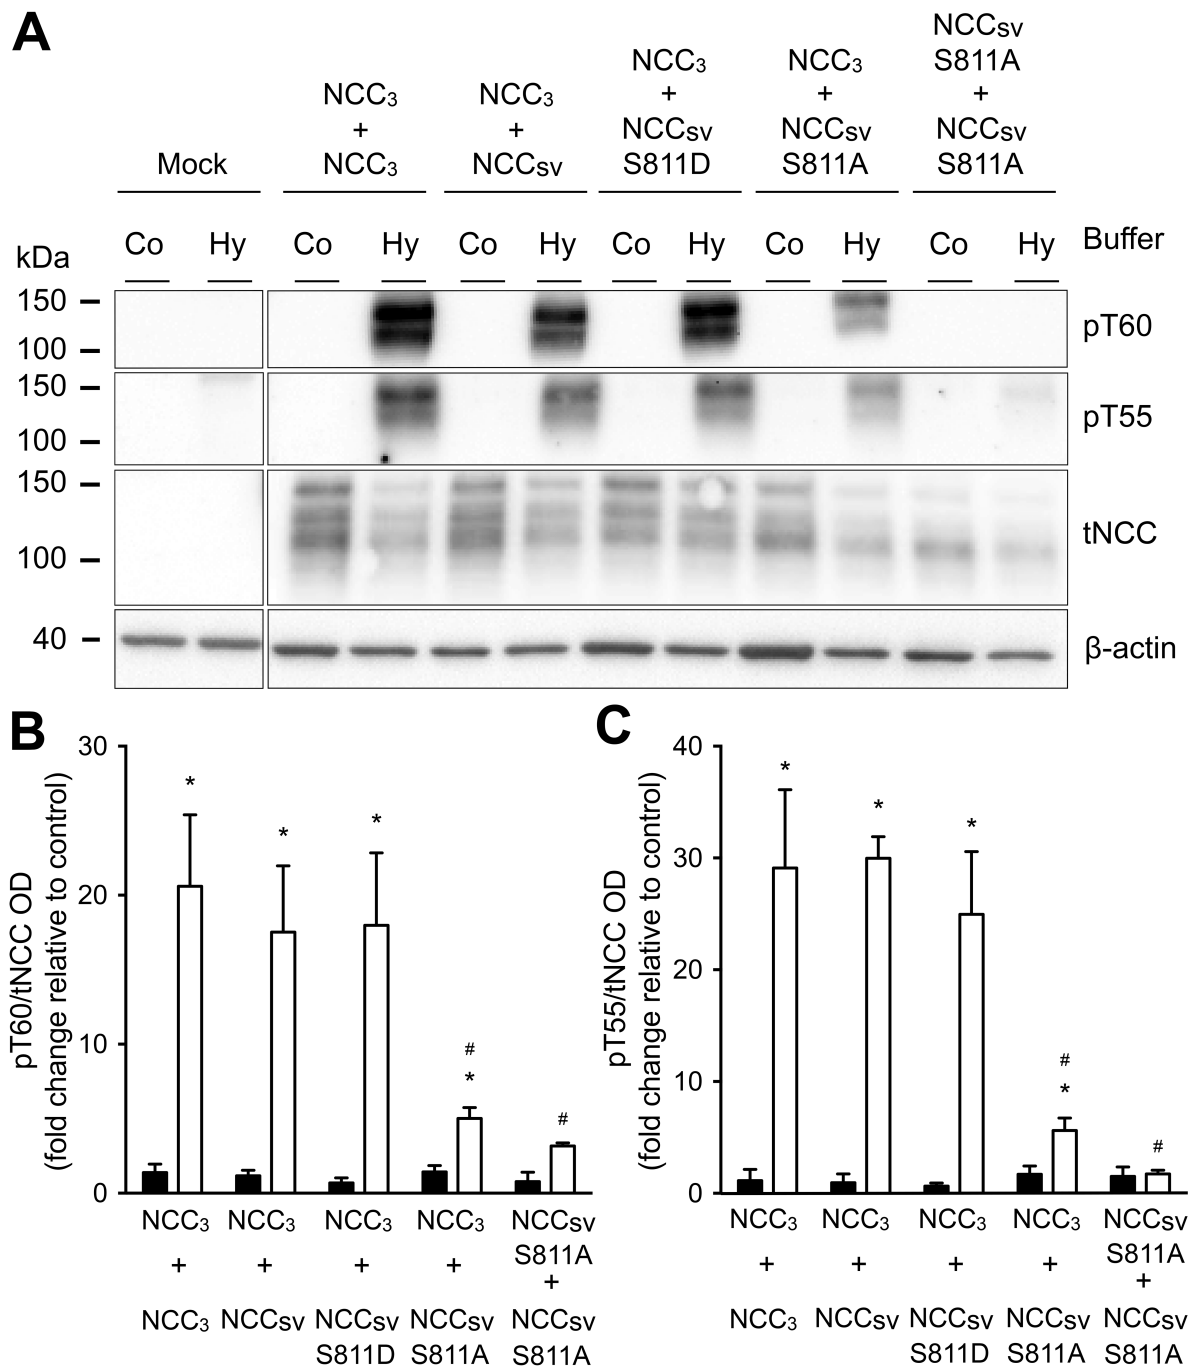 A
Mock
NCC₃
+
NCC₃
NCC₃
+
NCCsv
NCC₃
+
NCCsv
S811D
NCC₃
+
NCCsv
S811A
NCCsv
S811A
+
NCCsv
S811A
kDa
Co Hy Co Hy Co Hy Co Hy Co Hy Co Hy Buffer
150
100
pT60
150
100
pT55
150
100
tNCC
40
β-actin
B
pT60/tNCC OD
(fold change relative to control)
30
20
10
0
*
*
*
#
*
#
NCC₃
+
NCC₃
NCC₃
+
NCCsv
NCC₃
+
NCCsv
S811D
NCC₃
+
NCCsv
S811A
NCCsv
S811A
+
NCCsv
S811A
C
pT55/tNCC OD
(fold change relative to control)
40
30
20
10
0
*
*
*
#
*
#
NCC₃
+
NCC₃
NCC₃
+
NCCsv
NCC₃
+
NCCsv
S811D
NCC₃
+
NCCsv
S811A
NCCsv
S811A
+
NCCsv
S811A